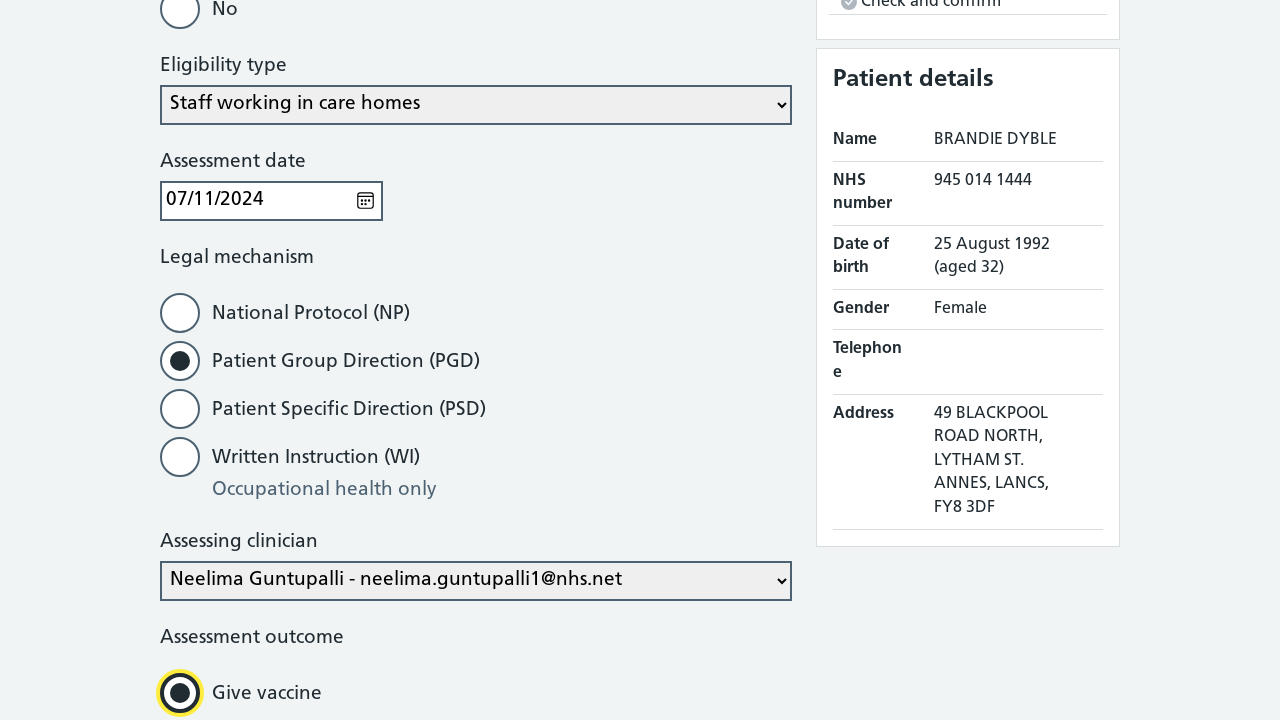 No
Eligibility type
Staff working in care homes
Assessment date
07/11/2024
Legal mechanism
National Protocol (NP)
Patient Group Direction (PGD)
Patient Specific Direction (PSD)
Written Instruction (WI)
Occupational health only
Assessing clinician
Neelima Guntupalli - neelima.guntupalli1@nhs.net
Assessment outcome
Give vaccine
Check and confirm
Patient details
Name BRANDIE DYBLE
NHS 945 014 1444
number
Date of 25 August 1992
birth (aged 32)
Gender Female
Telephon
e
Address 49 BLACKPOOL
ROAD NORTH,
LYTHAM ST.
ANNES, LANCS,
FY8 3DF